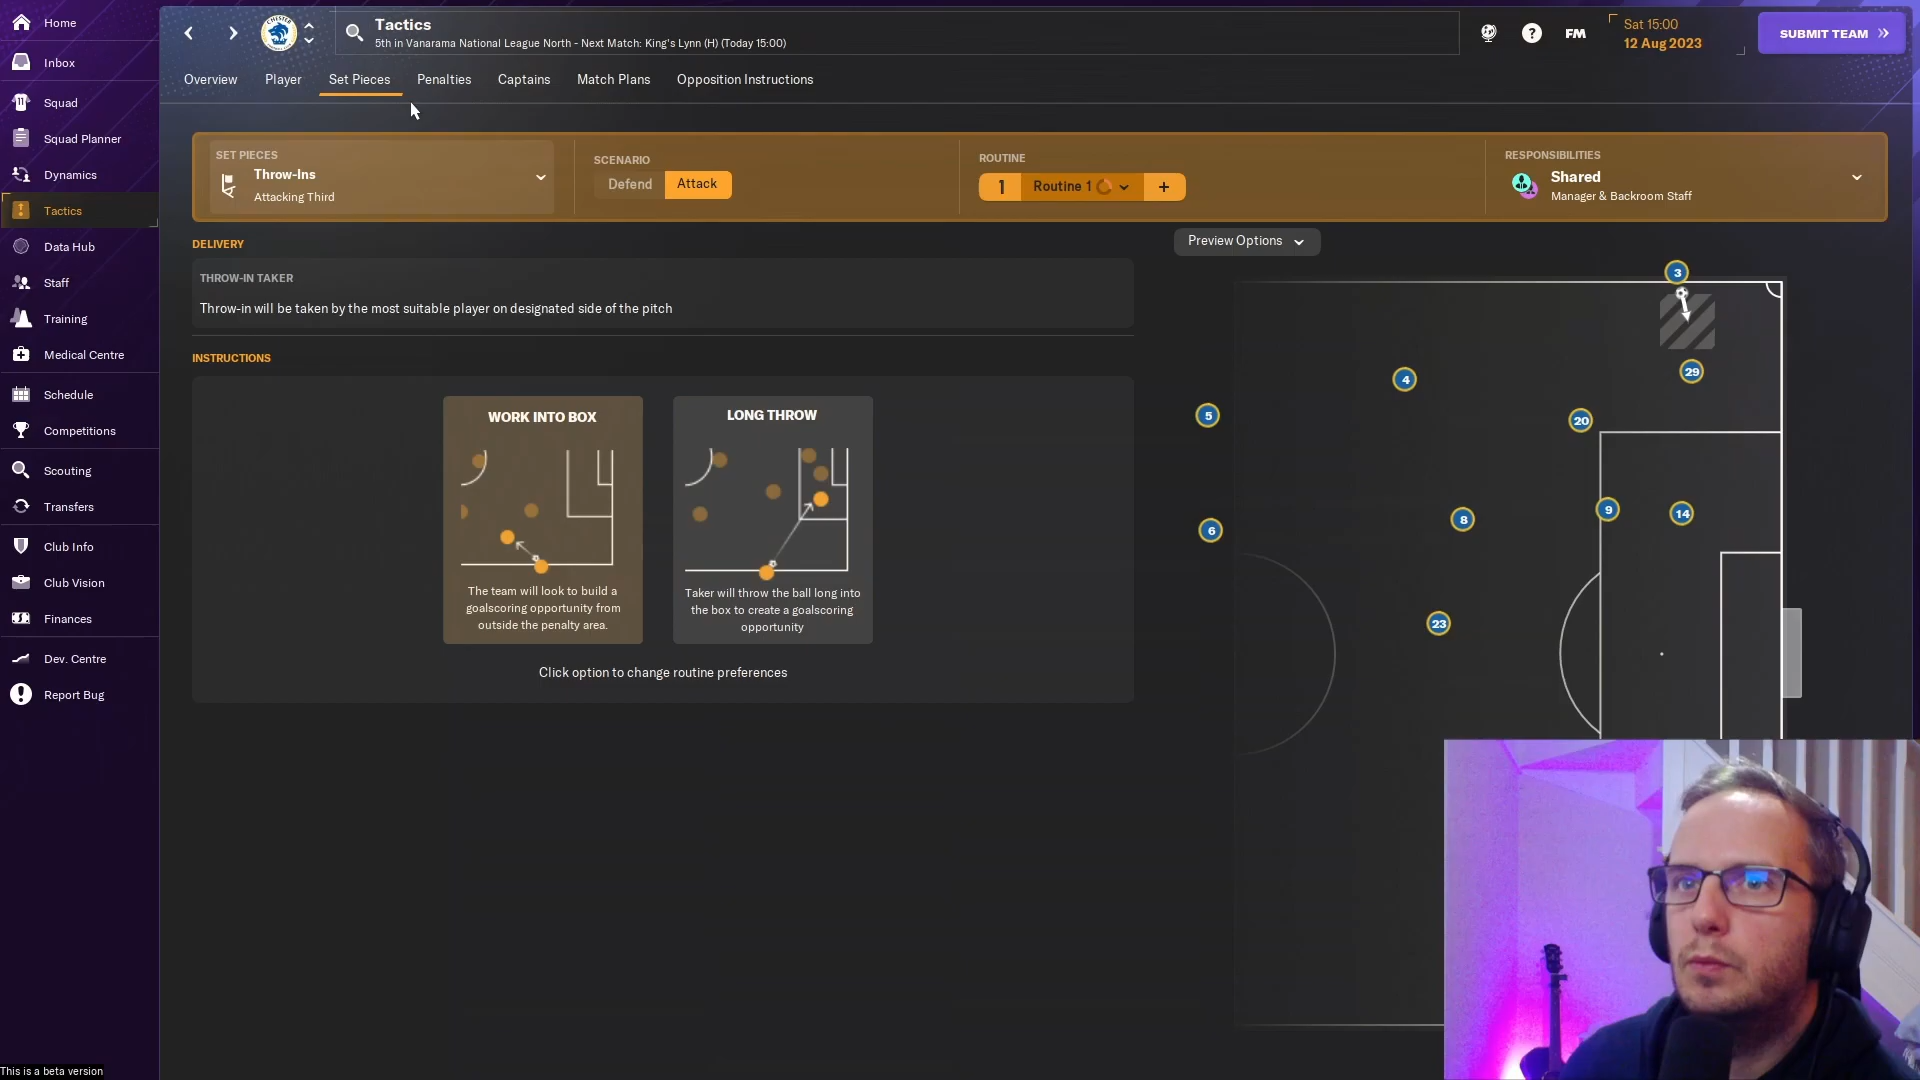 Home
Inbox
Squad
Squad Planner
Dynamics
Tactics
Data Hub
Staff
Training
Medical Centre
Schedule
Competitions
Scouting
Transfers
Club Info
Club Vision
Finances
Dev. Centre
Report Bug
This is a beta version
CHESTER
Tactics
5th in Vanarama National League North - Next Match: King's Lynn (H) (Today 15:00)
FM
Sat 15:00
12 Aug 2023
SUBMIT TEAM
Overview
Player
Set Pieces
Penalties
Captains
Match Plans
Opposition Instructions
SET PIECES
Throw-Ins
Attacking Third
SCENARIO
Defend
Attack
ROUTINE
1
Routine 1
+
RESPONSIBILITIES
Shared
Manager & Backroom Staff
DELIVERY
THROW-IN TAKER
Throw-in will be taken by the most suitable player on designated side of the pitch
INSTRUCTIONS
WORK INTO BOX
The team will look to build a
goalscoring opportunity from
outside the penalty area.
LONG THROW
Taker will throw the ball long into
the box to create a goalscoring
opportunity
Click option to change routine preferences
Preview Options
3
29
4
5
20
9
14
8
6
23